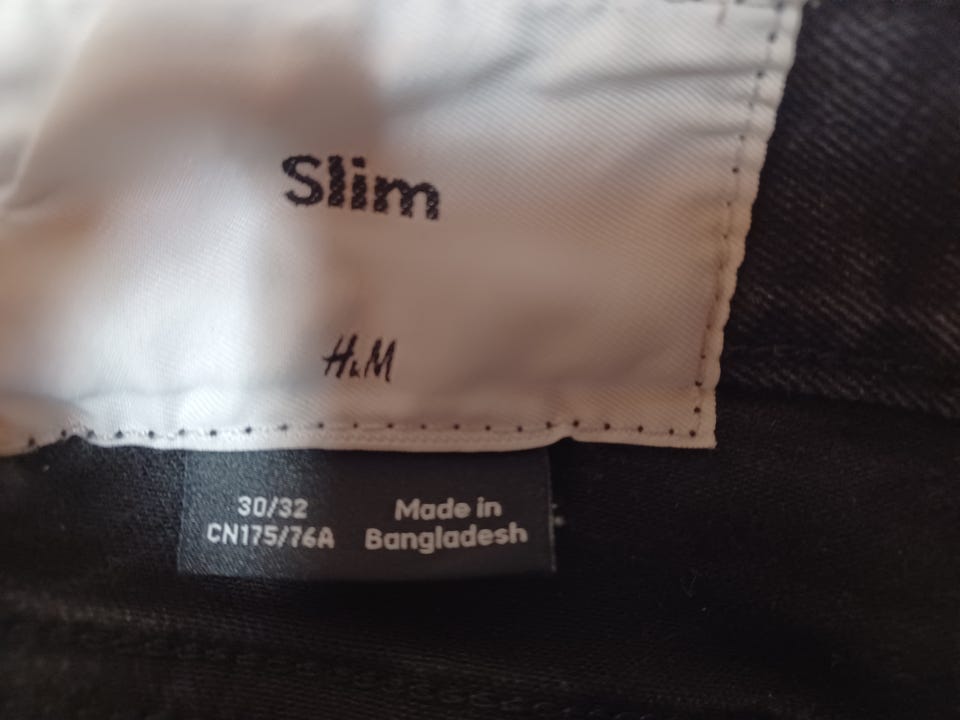 Slim
H&M
30/32
CN175/76A
Made in
Bangladesh